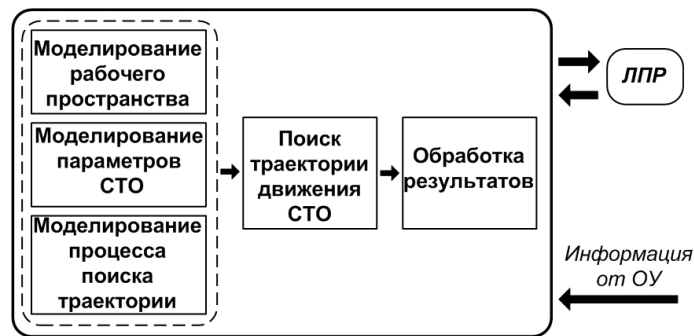 Моделирование
рабочего
пространства
Моделирование
параметров
СТО
Моделирование
процесса
поиска
траектории
Поиск
траектории
движения
СТО
Обработка
результатов
ЛПР
Информация
от ОУ